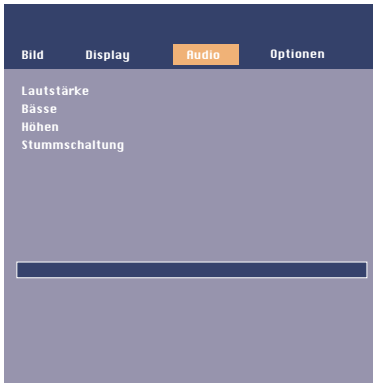 Bild Display Audio Optionen
Lautstärke
Bässe
Höhen
Stummschaltung